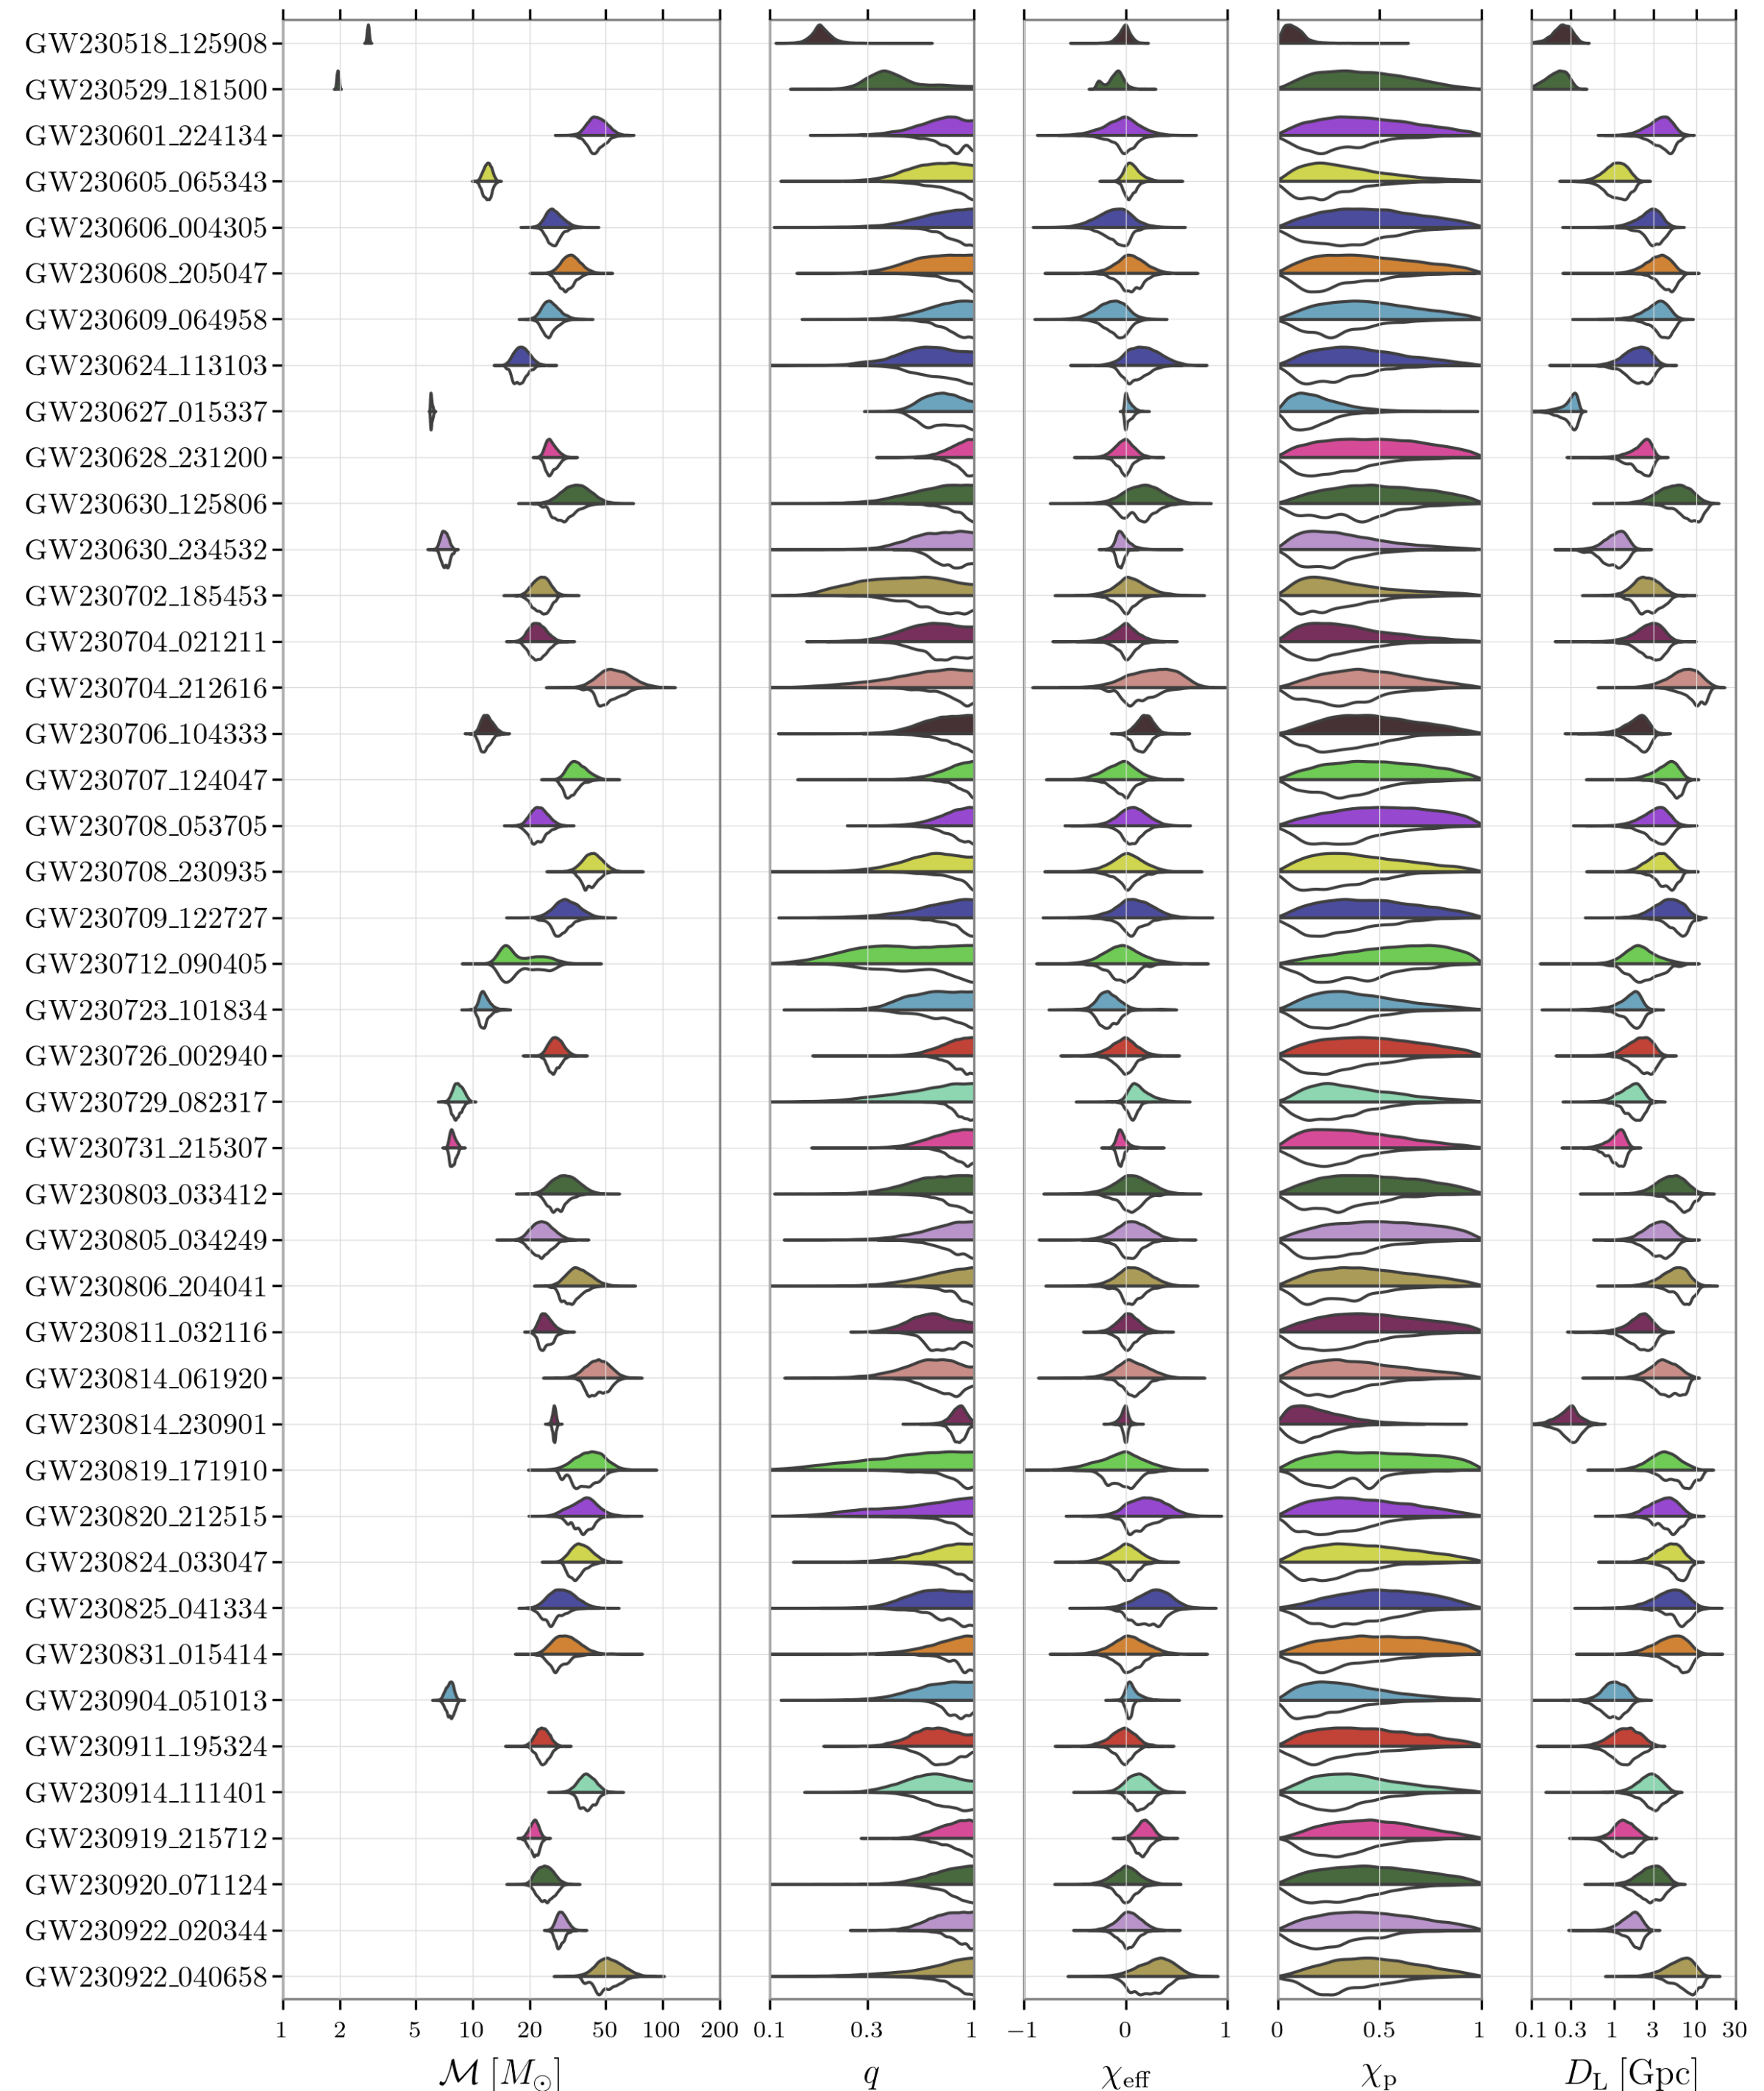 GW230518_125908
GW230529_181500
GW230601_224134
GW230605_065343
GW230606_004305
GW230608_205047
GW230609_064958
GW230624_113103
GW230627_015337
GW230628_231200
GW230630_125806
GW230630_234532
GW230702_185453
GW230704_021211
GW230704_212616
GW230706_104333
GW230707_124047
GW230708_053705
GW230708_230935
GW230709_122727
GW230712_090405
GW230723_101834
GW230726_002940
GW230729_082317
GW230731_215307
GW230803_033412
GW230805_034249
GW230806_204041
GW230811_032116
GW230814_061920
GW230814_230901
GW230819_171910
GW230820_212515
GW230824_033047
GW230825_041334
GW230831_015414
GW230904_051013
GW230911_195324
GW230914_111401
GW230919_215712
GW230920_071124
GW230922_020344
GW230922_040658
1 2 5 10 20 50 100 200 0.1 0.3 1 −1 0 1 0 0.5 1 0.1 0.3 1 3 10 30
ℳ [M⊙] q χeff χp DL [Gpc]